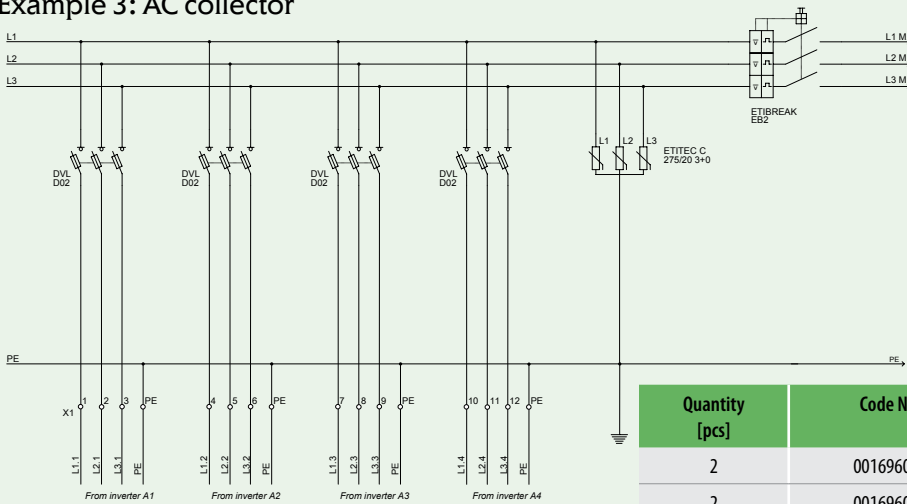 Example 3: AC collector
L1
L1 M
L2
L2 M
L3
L3 M
ETIBREAK
EB2
L1 L2 L3
ETITEC C
275/20 3+0
DVL
D02
DVL
D02
DVL
D02
DVL
D02
PE
PE
X1
1 2 3 PE
4 5 6 PE
7 8 9 PE
10 11 12 PE
L1.1 L2.1 L3.1 PE
L1.2 L2.2 L3.2 PE
L1.3 L2.3 L3.3 PE
L1.4 L2.4 L3.4 PE
From inverter A1
From inverter A2
From inverter A3
From inverter A4
Quantity
[pcs]
Code N
2
0016960
2